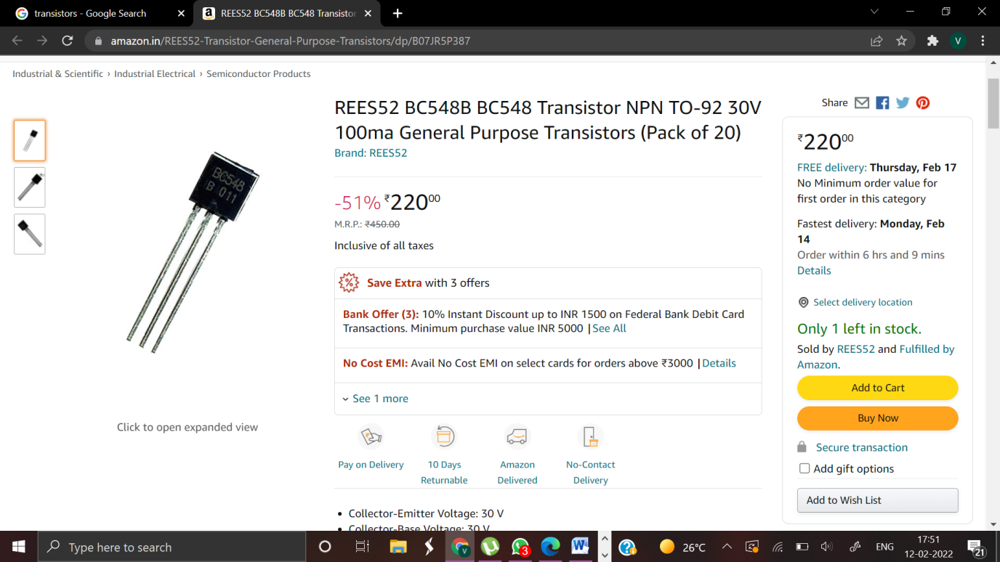 transistors - Google Search
REES52 BC548B BC548 Transistor
amazon.in/REES52-Transistor-General-Purpose-Transistors/dp/B07JR5P387
V
Industrial & Scientific › Industrial Electrical › Semiconductor Products
BC548
B 011
Click to open expanded view
REES52 BC548B BC548 Transistor NPN TO-92 30V
100ma General Purpose Transistors (Pack of 20)
Brand: REES52
-51% ₹22000
M.R.P.: ₹450.00
Inclusive of all taxes
Save Extra with 3 offers
Bank Offer (3): 10% Instant Discount up to INR 1500 on Federal Bank Debit Card
Transactions. Minimum purchase value INR 5000 | See All
No Cost EMI: Avail No Cost EMI on select cards for orders above ₹3000 | Details
See 1 more
Pay on Delivery
10 Days
Returnable
Amazon
Delivered
No-Contact
Delivery
• Collector-Emitter Voltage: 30 V
• Collector-Base Voltage: 30 V
Share
₹22000
FREE delivery: Thursday, Feb 17
No Minimum order value for
first order in this category
Fastest delivery: Monday, Feb
14
Order within 6 hrs and 9 mins
Details
Select delivery location
Only 1 left in stock.
Sold by REES52 and Fulfilled by
Amazon.
Add to Cart
Buy Now
Secure transaction
Add gift options
Add to Wish List
Type here to search
V
3
26°C
ENG
17:51
12-02-2022
21